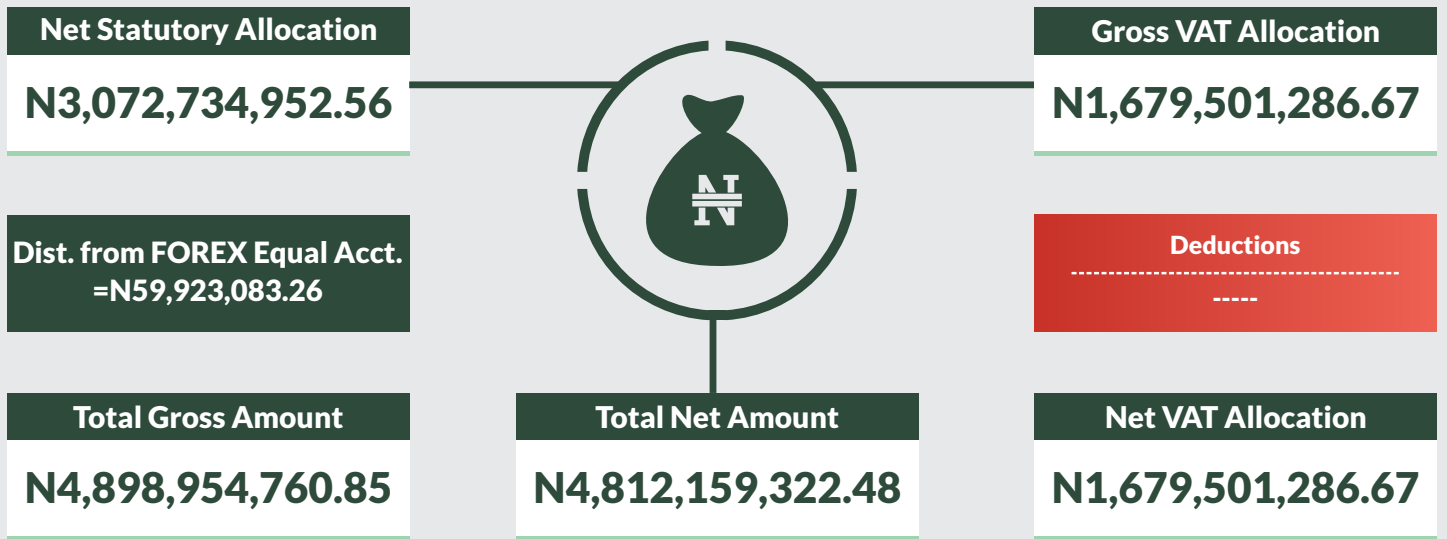 Net Statutory Allocation
N3,072,734,952.56
Gross VAT Allocation
N1,679,501,286.67
₦
Dist. from FOREX Equal Acct.
=N59,923,083.26
Deductions
--------------------------------------------
-----
Total Gross Amount
N4,898,954,760.85
Total Net Amount
N4,812,159,322.48
Net VAT Allocation
N1,679,501,286.67